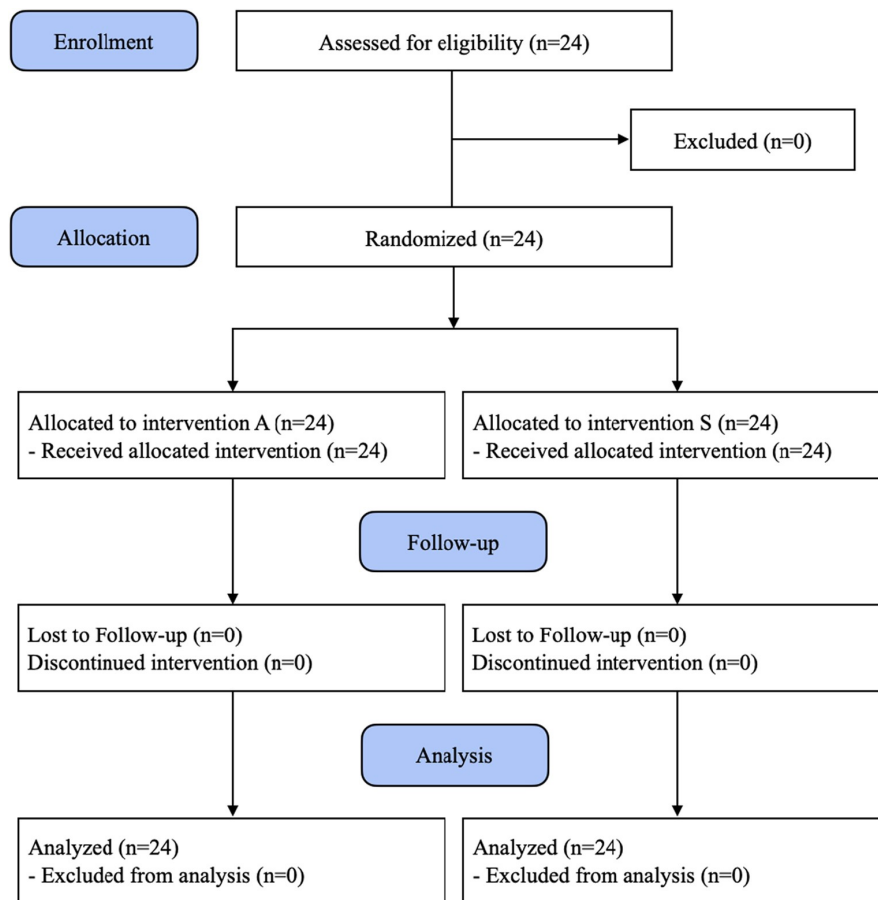 Enrollment
Assessed for eligibility (n=24)
Excluded (n=0)
Allocation
Randomized (n=24)
Allocated to intervention A (n=24)
- Received allocated intervention (n=24)
Allocated to intervention S (n=24)
- Received allocated intervention (n=24)
Follow-up
Lost to Follow-up (n=0)
Discontinued intervention (n=0)
Lost to Follow-up (n=0)
Discontinued intervention (n=0)
Analysis
Analyzed (n=24)
- Excluded from analysis (n=0)
Analyzed (n=24)
- Excluded from analysis (n=0)